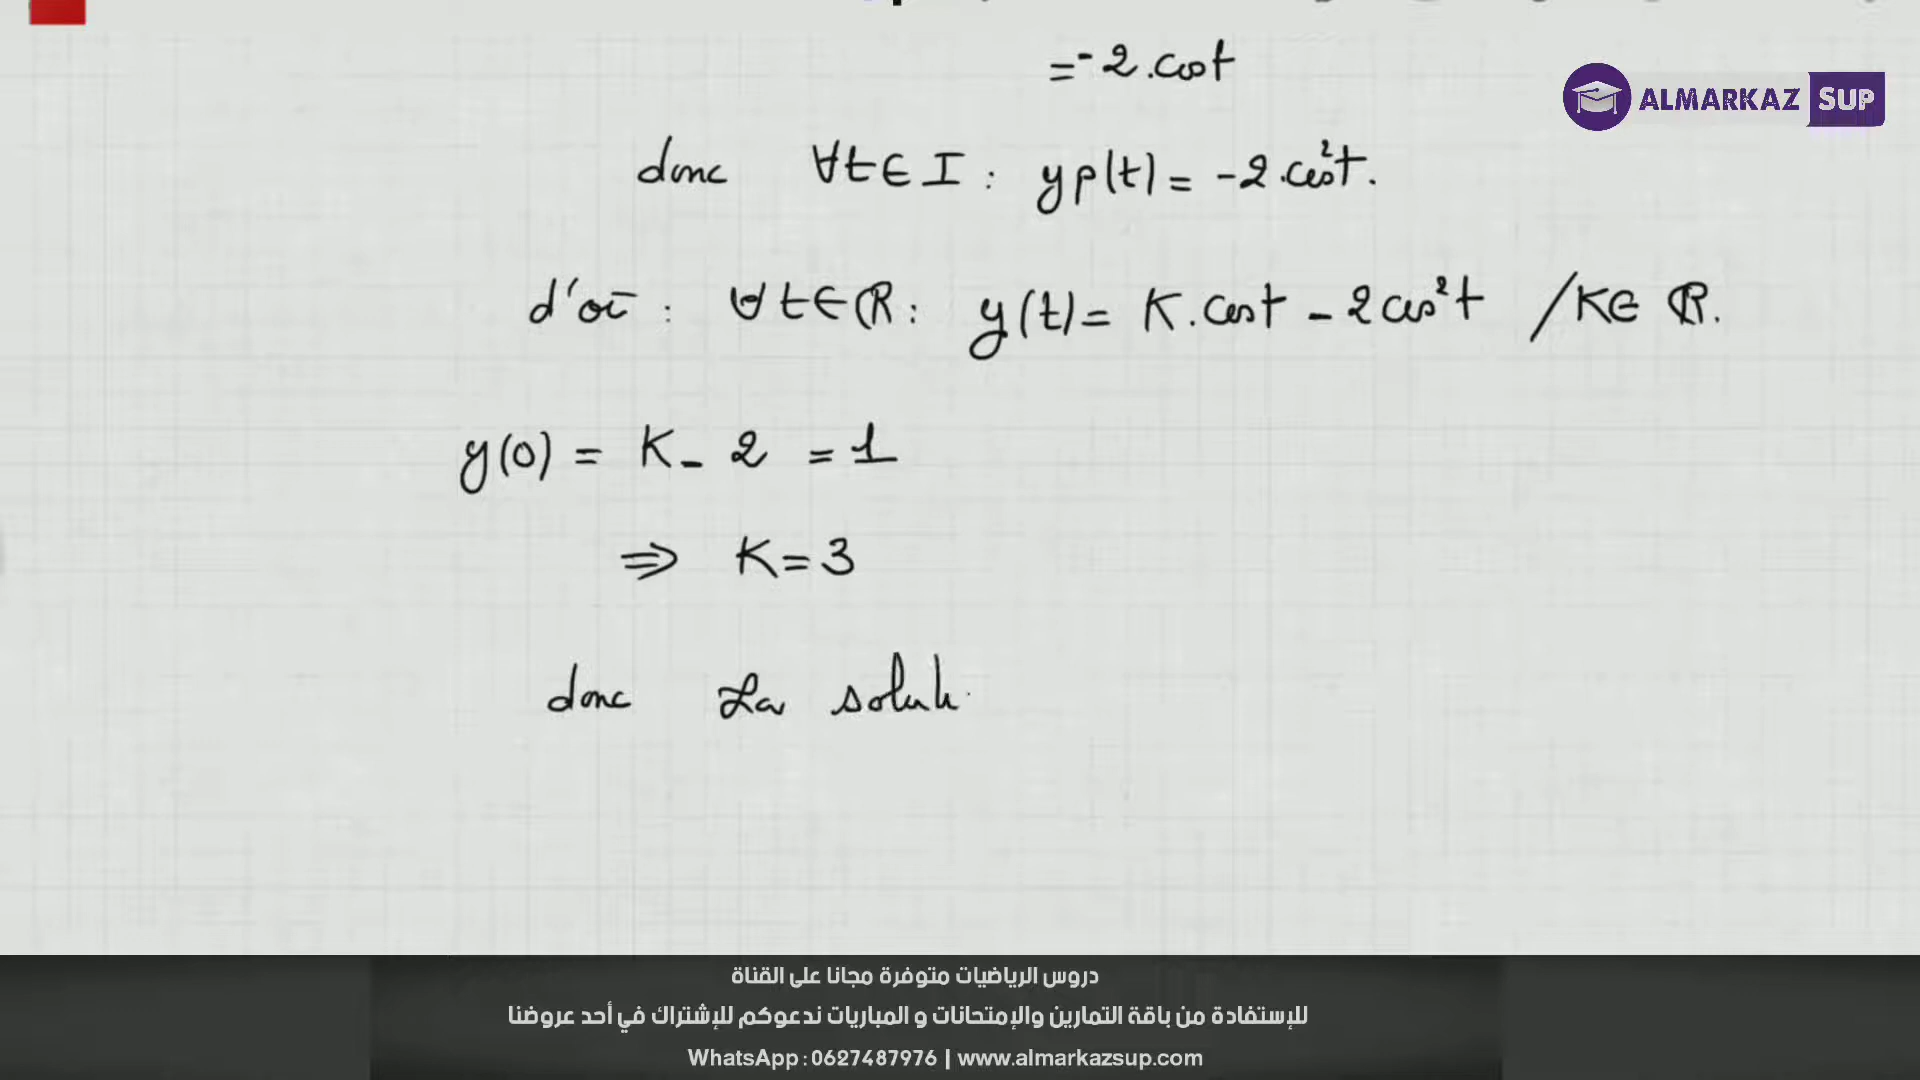 = -2.cost
ALMARKAZ SUP
donc ∀t∈I : yp(t) = -2.cos²t.
d'où : ∀t∈ℝ : y(t) = K.cost - 2cos²t /K∈ ℝ.
y(0) = K - 2 = 1
⇒ K = 3
donc La solut
دروس الرياضيات متوفرة مجانا على القناة
للإستفادة من باقة التمارين والإمتحانات و المباريات ندعوكم للإشتراك في أحد عروضنا
WhatsApp : 0627487976 | www.almarkazsup.com